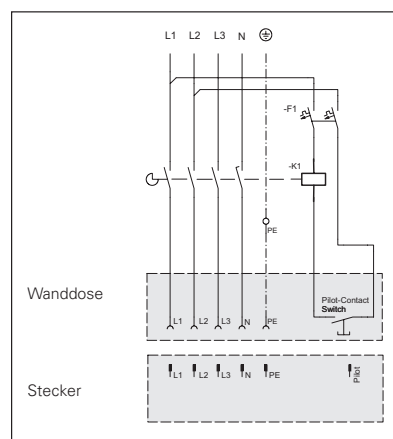 L1 L2 L3 N
-F1
-K1
PE
Wanddose
Pilot-Contact
Switch
L1 L2 L3 N PE
Stecker
L1 L2 L3 N PE Pilot